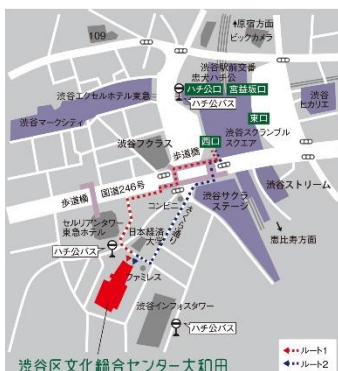 109
原宿方面
ビックカメラ
渋谷駅前交番
忠犬ハチ公
ハチ公口
宮益坂口
ハチ公バス
渋谷エクセルホテル東急
渋谷マークシティ
東口
渋谷
ヒカリエ
渋谷フクラス
西口
渋谷スクランブル
スクエア
歩道橋
歩道橋
国道246号
渋谷サクラ
ステージ
渋谷ストリーム
コンビニ
さくら通り
セルリアンタワー
東急ホテル
日本経済
大学
恵比寿方面
ハチ公バス
ファミレス
渋谷インフォスタワー
ハチ公バス
渋谷区文化総合センター大和田
ルート1
ルート2